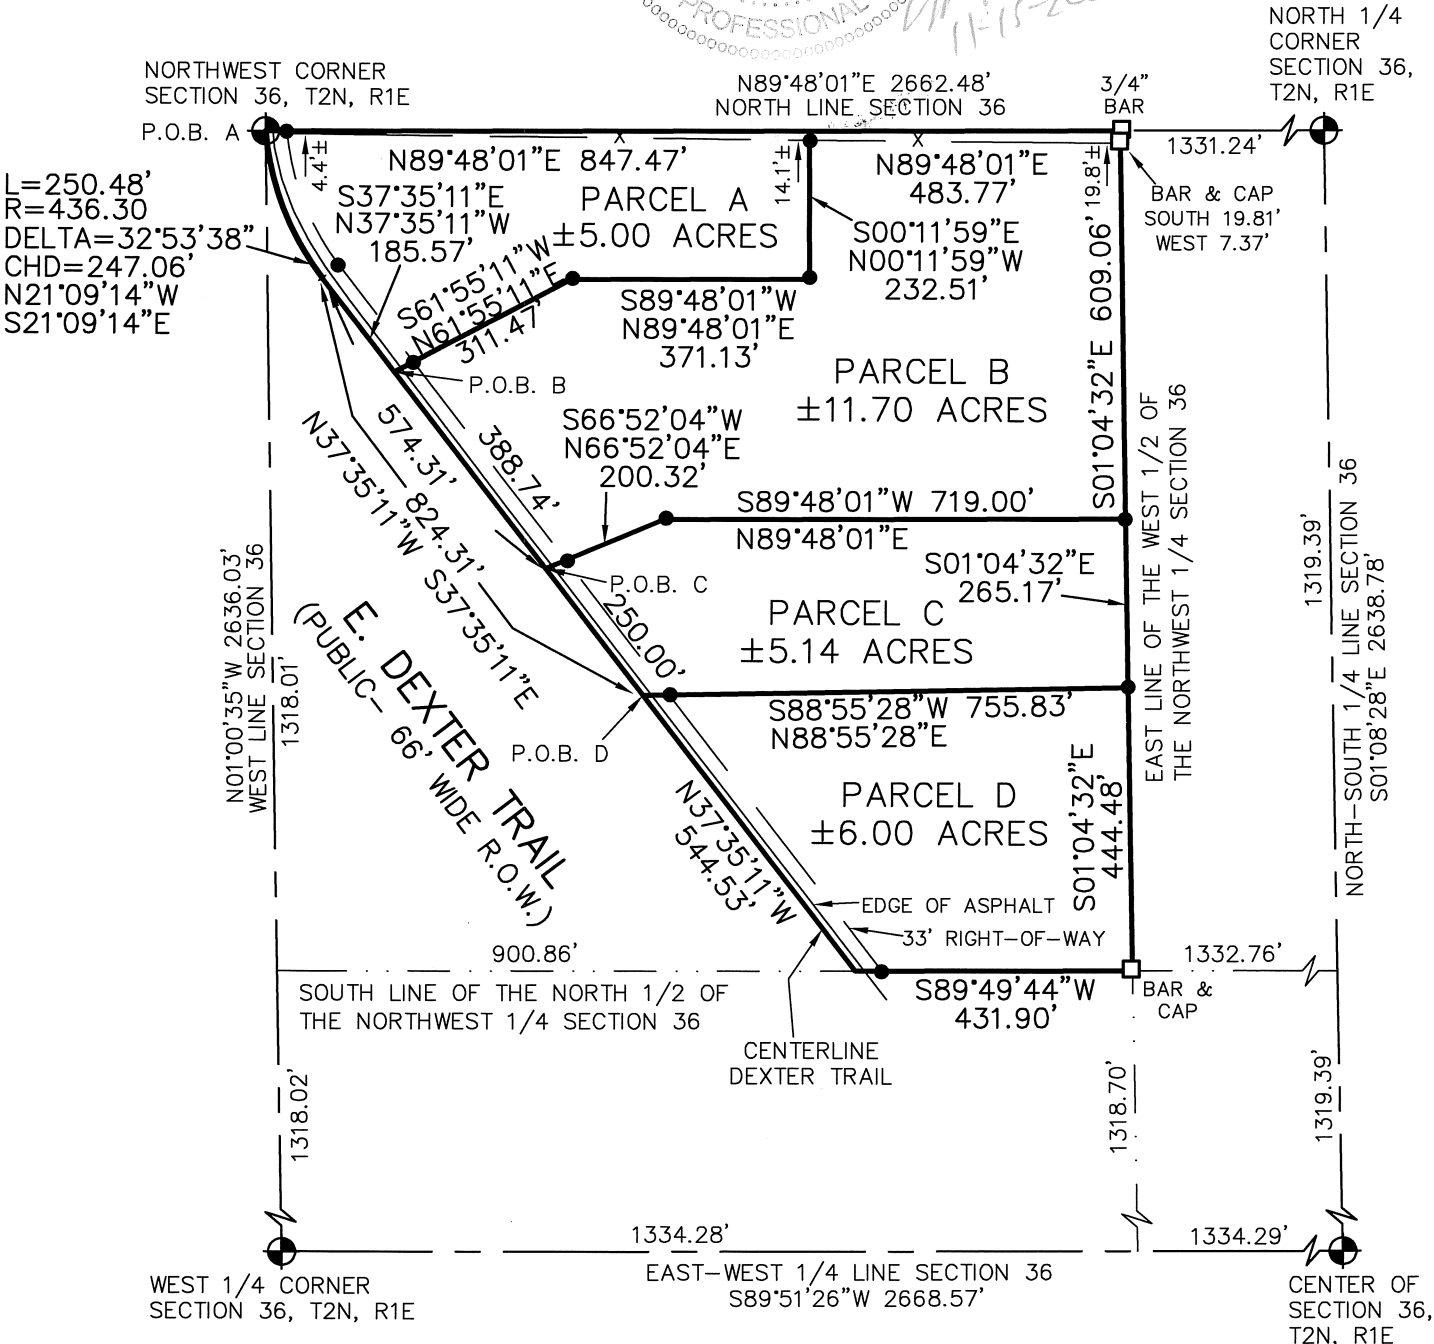 PROFESSIONAL
NORTH 1/4
CORNER
SECTION 36,
T2N, R1E
NORTHWEST CORNER
SECTION 36, T2N, R1E
P.O.B. A
N89°48'01"E 2662.48'
NORTH LINE SECTION 36
3/4"
BAR
1331.24'
4.4'±
N89°48'01"E 847.47'
14.1'±
N89°48'01"E
483.77'
19.8'±
BAR & CAP
SOUTH 19.81'
WEST 7.37'
L=250.48'
R=436.30
DELTA=32°53'38"
CHD=247.06'
N21°09'14"W
S21°09'14"E
S37°35'11"E
N37°35'11"W
185.57'
PARCEL A
±5.00 ACRES
S00°11'59"E
N00°11'59"W
232.51'
S61°55'11"W
N61°55'11"E
311.47'
S89°48'01"W
N89°48'01"E
371.13'
S01°04'32"E 609.06'
P.O.B. B
PARCEL B
±11.70 ACRES
574.31'
388.74'
N37°35'11"W
824.31'
S37°35'11"E
S66°52'04"W
N66°52'04"E
200.32'
S89°48'01"W 719.00'
N89°48'01"E
EAST LINE OF THE WEST 1/2 OF
THE NORTHWEST 1/4 SECTION 36
1319.39'
NORTH-SOUTH 1/4 LINE SECTION 36
S01°08'28"E 2638.78'
N01°00'35"W 2636.03'
WEST LINE SECTION 36
1318.01'
P.O.B. C
250.00'
S01°04'32"E
265.17'
PARCEL C
±5.14 ACRES
E. DEXTER TRAIL
(PUBLIC- 66' WIDE R.O.W.)
S88°55'28"W 755.83'
N88°55'28"E
P.O.B. D
N37°35'11"W
544.53'
PARCEL D
±6.00 ACRES
S01°04'32"E
444.48'
EDGE OF ASPHALT
33' RIGHT-OF-WAY
900.86'
1332.76'
SOUTH LINE OF THE NORTH 1/2 OF
THE NORTHWEST 1/4 SECTION 36
S89°49'44"W
431.90'
BAR &
CAP
CENTERLINE
DEXTER TRAIL
1318.02'
1318.70'
1319.39'
1334.28'
1334.29'
EAST-WEST 1/4 LINE SECTION 36
S89°51'26"W 2668.57'
WEST 1/4 CORNER
SECTION 36, T2N, R1E
CENTER OF
SECTION 36,
T2N, R1E